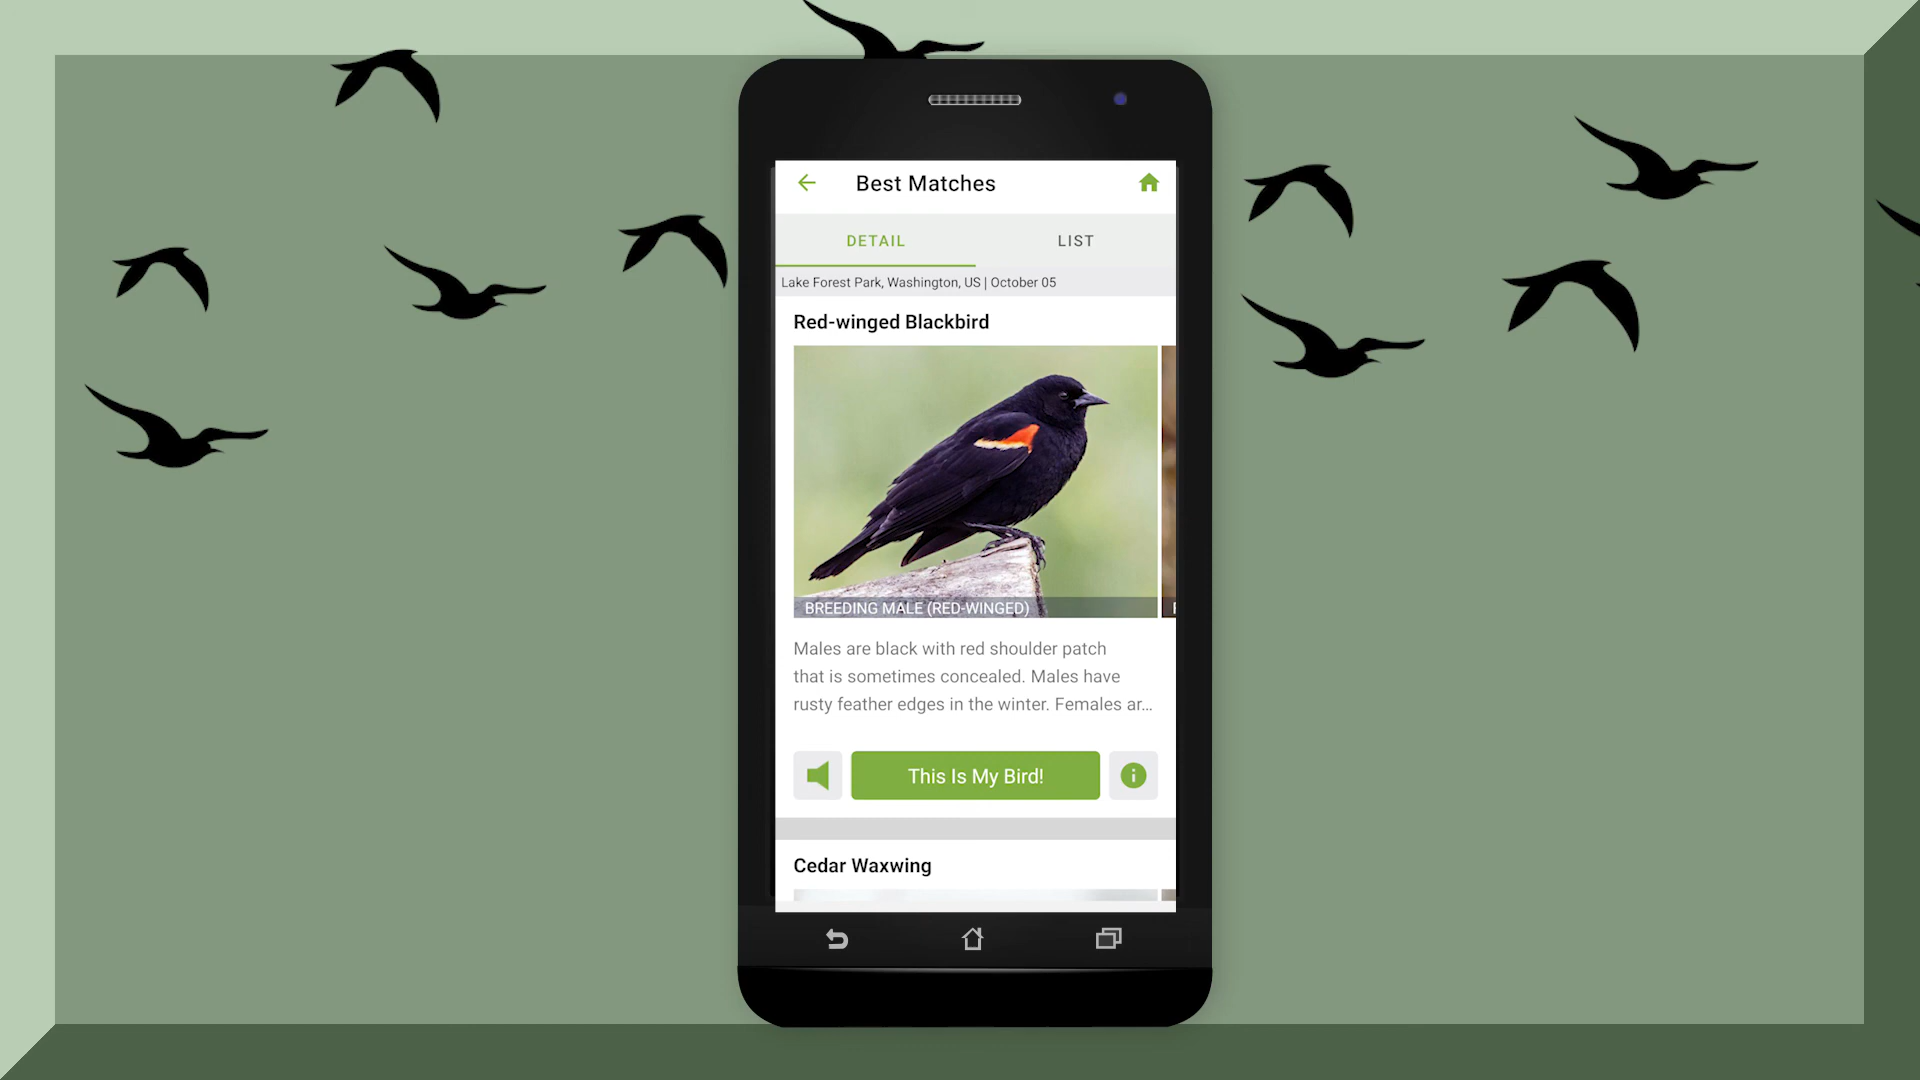 Best Matches
DETAIL
LIST
Lake Forest Park, Washington, US | October 05
Red-winged Blackbird
BREEDING MALE (RED-WINGED)
Males are black with red shoulder patch
that is sometimes concealed. Males have
rusty feather edges in the winter. Females ar...
This Is My Bird!
Cedar Waxwing